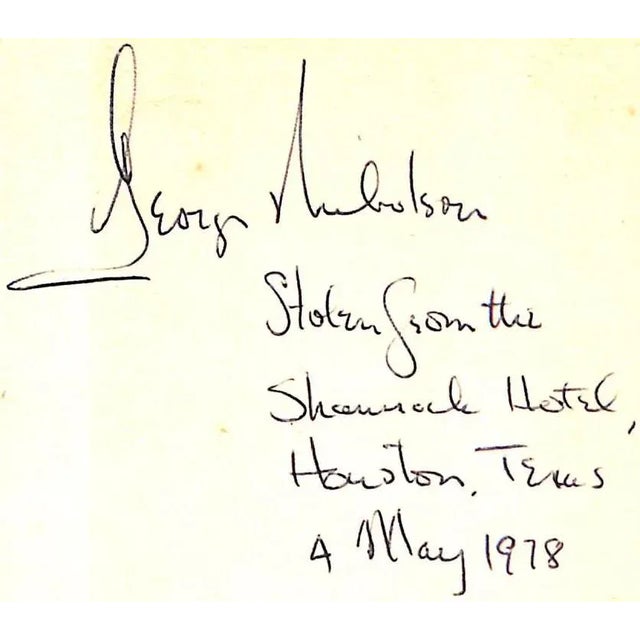 George Nicholson
Stolen from the
Shamrock Hotel,
Houston, Texas
4 May 1978